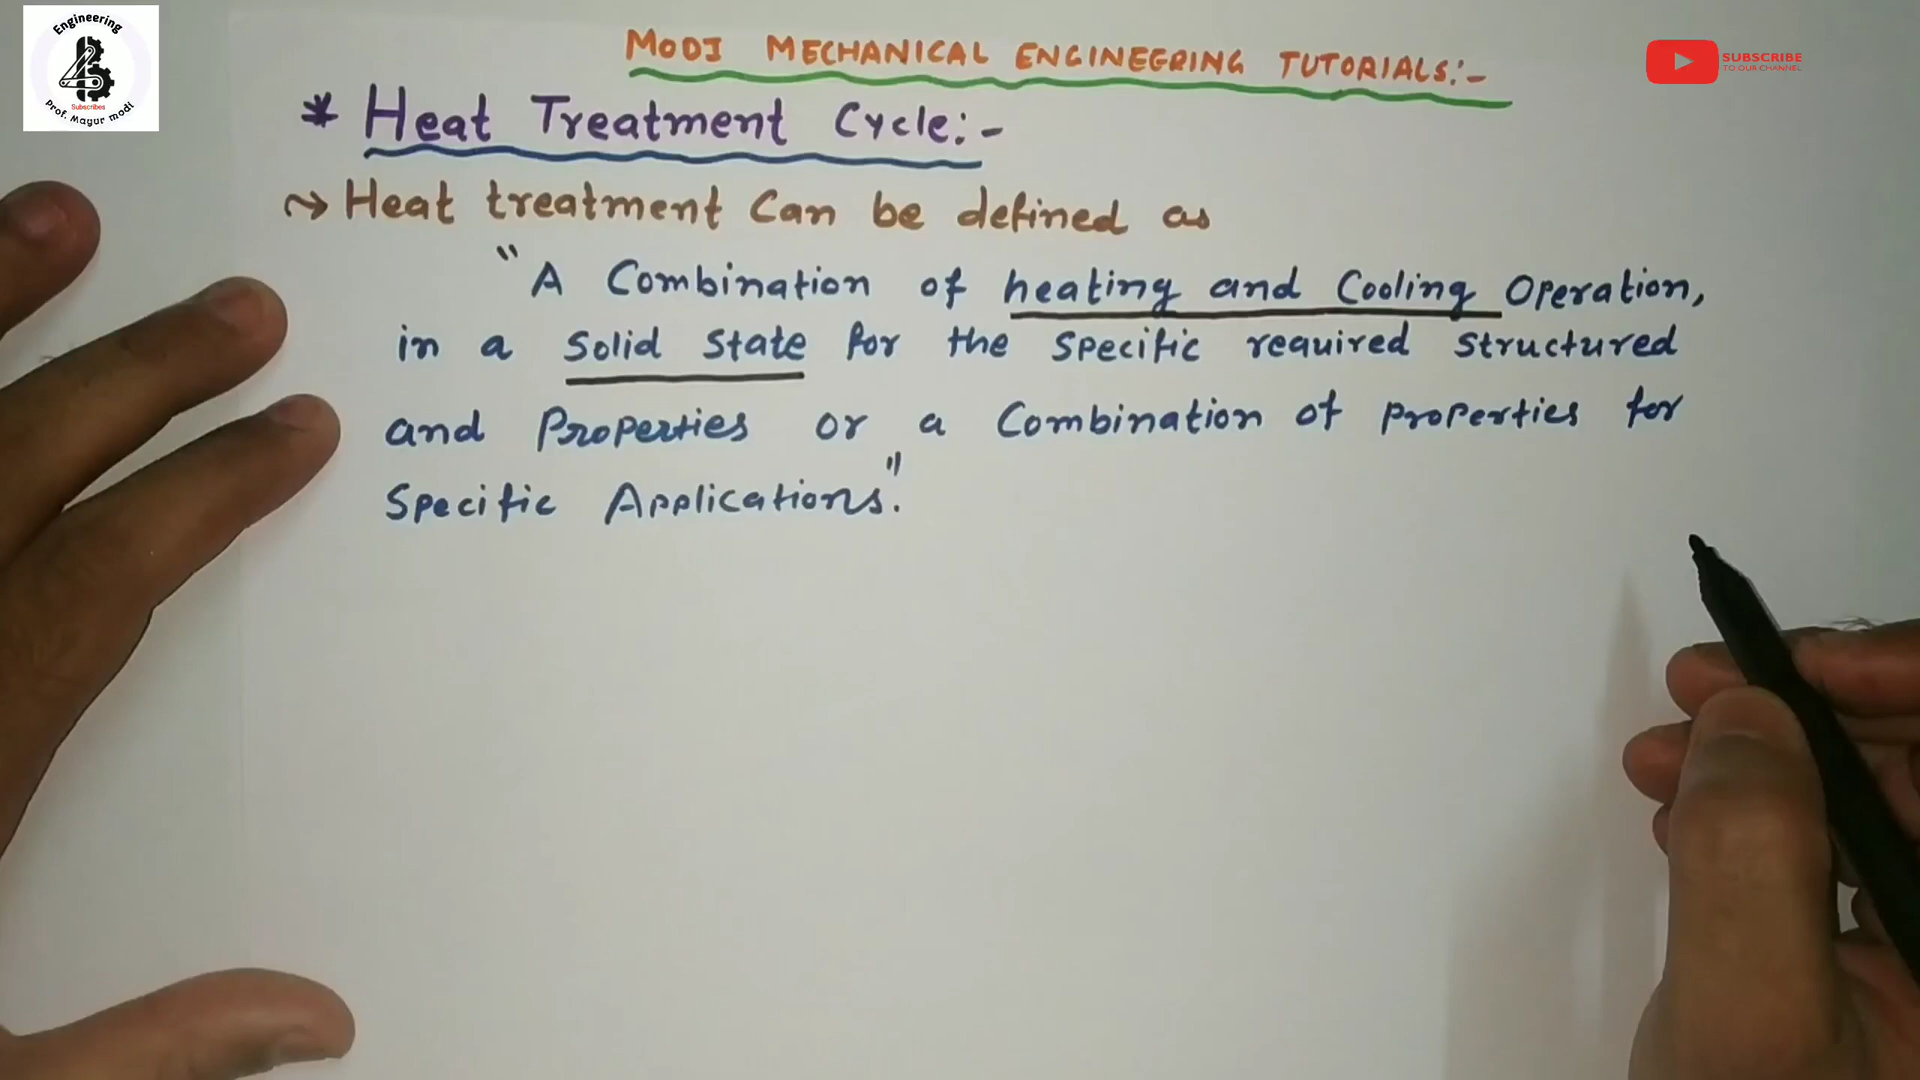 Engineering
Subscribes
Prof. Mayur modi
MODI MECHANICAL ENGINEERING TUTORIALS:-
SUBSCRIBE
TO OUR CHANNEL
* Heat Treatment Cycle:-
⤳ Heat treatment Can be defined as
"A Combination of heating and Cooling Operation,
in a Solid State for the specific required structured
and Properties or a Combination of properties for
Specific Applications."